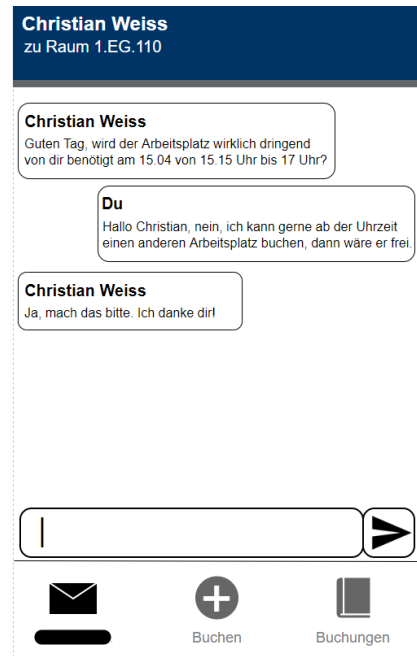 Christian Weiss
zu Raum 1.EG.110
Christian Weiss
Guten Tag, wird der Arbeitsplatz wirklich dringend
von dir benötigt am 15.04 von 15.15 Uhr bis 17 Uhr?
Du
Hallo Christian, nein, ich kann gerne ab der Uhrzeit
einen anderen Arbeitsplatz buchen, dann wäre er frei.
Christian Weiss
Ja, mach das bitte. Ich danke dir!
Buchen
Buchungen